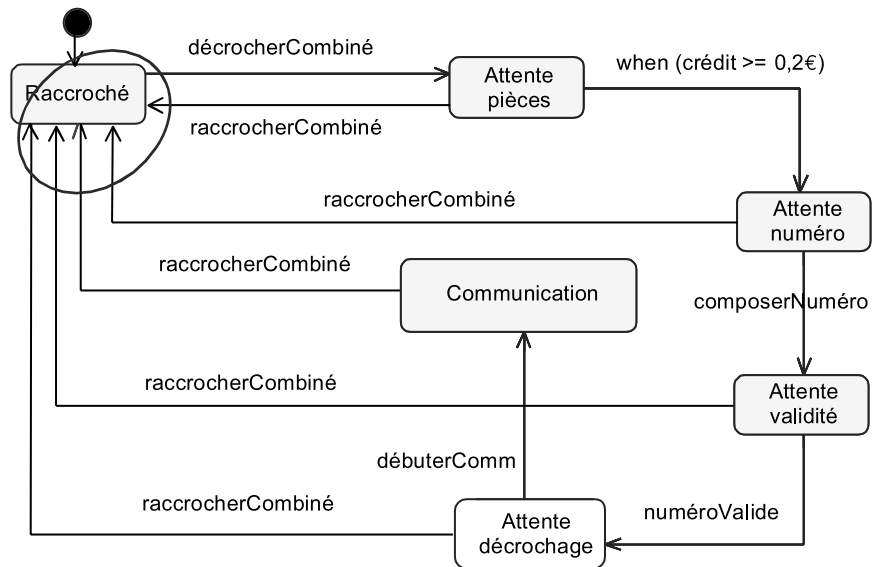 décrocherCombiné
Raccroché
Attente
pièces
when (crédit >= 0,2€)
raccrocherCombiné
raccrocherCombiné
Attente
numéro
raccrocherCombiné
Communication
composerNuméro
raccrocherCombiné
Attente
validité
débuterComm
raccrocherCombiné
Attente
décrochage
numéroValide